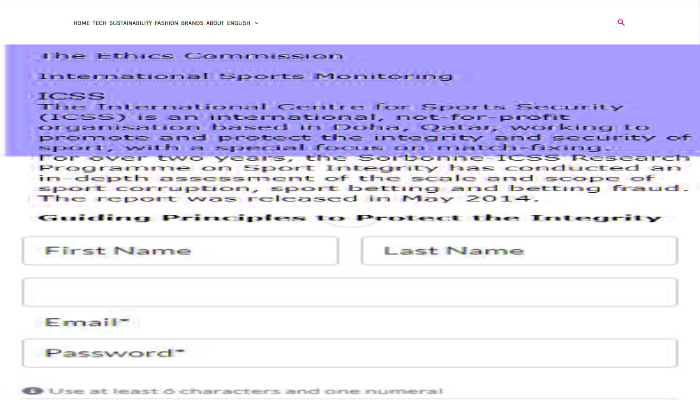 HOME TECH SUSTAINABILITY FASHION BRANDS ABOUT ENGLISH
The Ethics Commission
International Sports Monitoring
ICSS
The International Centre for Sports Security
(ICSS) is an international, not-for-profit
organisation based in Doha, Qatar, working to
promote and protect the integrity and security of
sport, with a special focus on match-fixing.
For over two years, the Sorbonne-ICSS Research
Programme on Sport Integrity has conducted an
in-depth assessment of the scale and scope of
sport corruption, sport betting and betting fraud.
The report was released in May 2014.
Guiding Principles to Protect the Integrity
First Name Last Name
Email*
Password*
Use at least 6 characters and one numeral